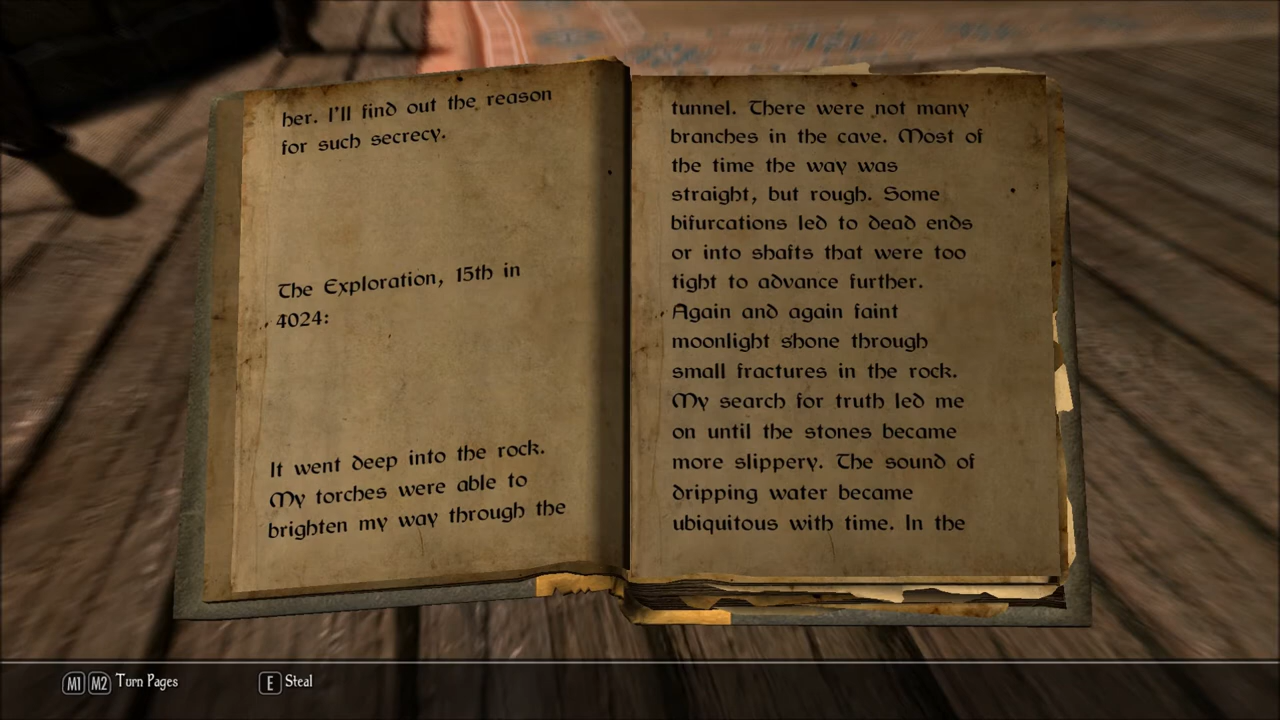 her. I'll find out the reason
for such secrecy.
The Exploration, 15th in
4024:
It went deep into the rock.
My torches were able to
brighten my way through the
tunnel. There were not many
branches in the cave. Most of
the time the way was
straight, but rough. Some
bifurcations led to dead ends
or into shafts that were too
tight to advance further.
Again and again faint
moonlight shone through
small fractures in the rock.
My search for truth led me
on until the stones became
more slippery. The sound of
dripping water became
ubiquitous with time. In the
M1 M2 Turn Pages
E Steal